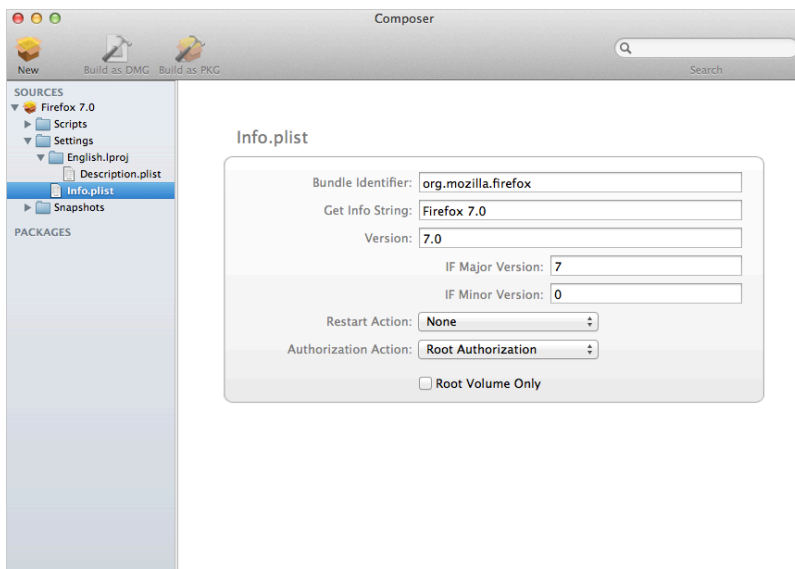 Composer
New
Build as DMG
Build as PKG
Search
SOURCES
Firefox 7.0
Scripts
Settings
English.lproj
Description.plist
Info.plist
Snapshots
PACKAGES
Info.plist
Bundle Identifier: org.mozilla.firefox
Get Info String: Firefox 7.0
Version: 7.0
IF Major Version: 7
IF Minor Version: 0
Restart Action: None
Authorization Action: Root Authorization
Root Volume Only